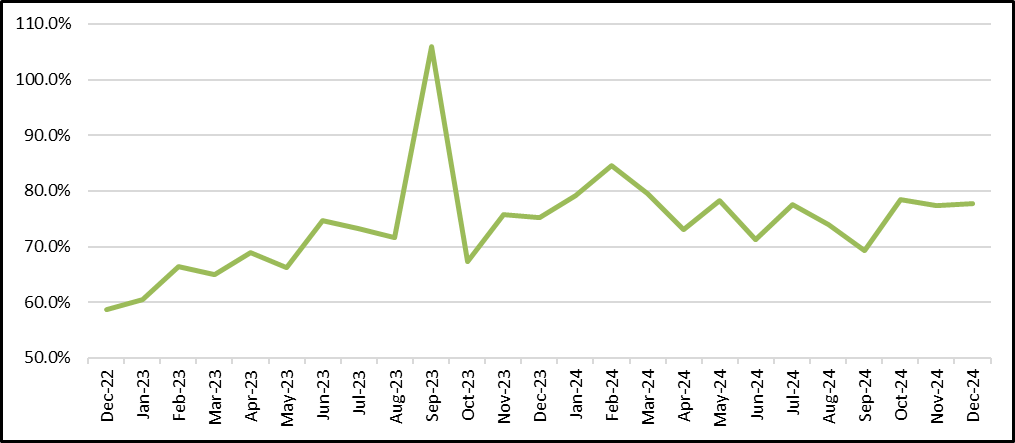 110.0%
100.0%
90.0%
80.0%
70.0%
60.0%
50.0%
Dec-22
Jan-23
Feb-23
Mar-23
Apr-23
May-23
Jun-23
Jul-23
Aug-23
Sep-23
Oct-23
Nov-23
Dec-23
Jan-24
Feb-24
Mar-24
Apr-24
May-24
Jun-24
Jul-24
Aug-24
Sep-24
Oct-24
Nov-24
Dec-24